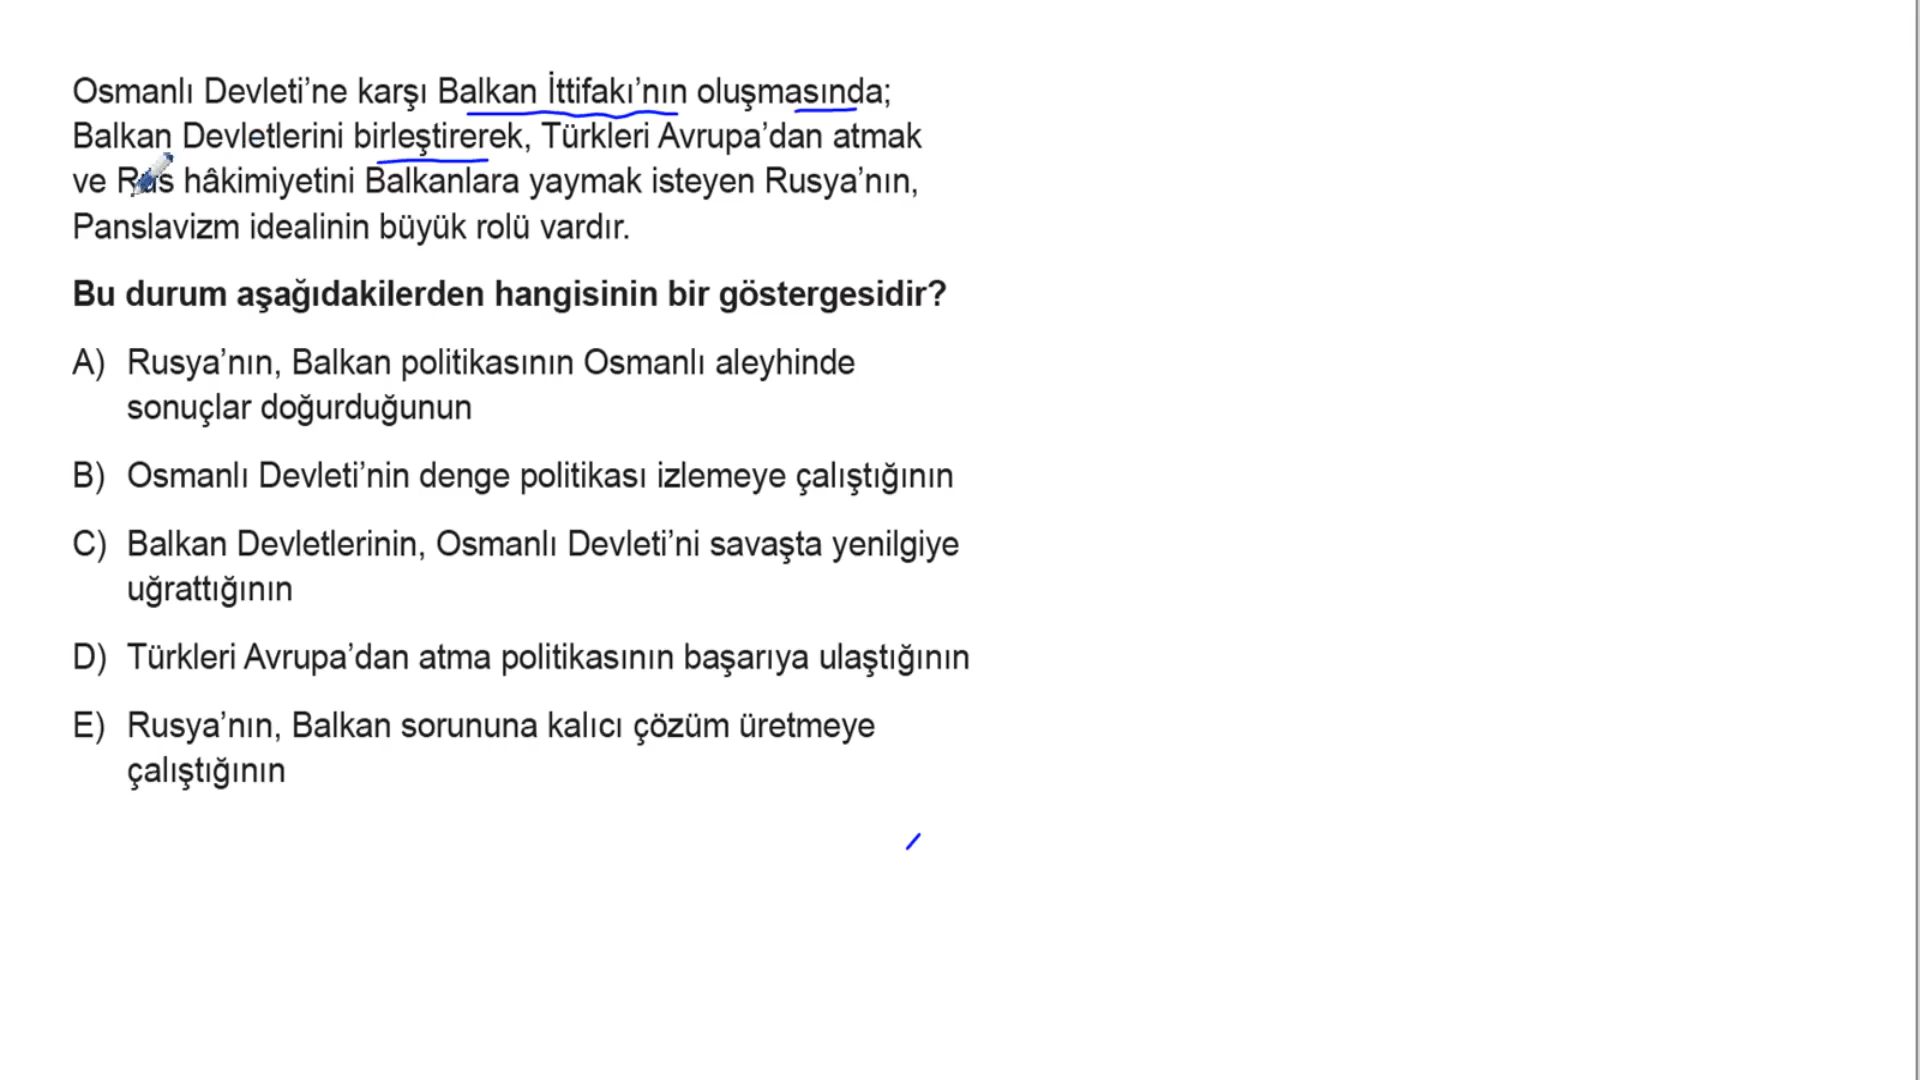 Osmanlı Devleti’ne karşı Balkan İttifakı’nın oluşmasında;
Balkan Devletlerini birleştirerek, Türkleri Avrupa’dan atmak
ve Rus hâkimiyetini Balkanlara yaymak isteyen Rusya’nın,
Panslavizm idealinin büyük rolü vardır.
Bu durum aşağıdakilerden hangisinin bir göstergesidir?
A) Rusya’nın, Balkan politikasının Osmanlı aleyhinde
sonuçlar doğurduğunun
B) Osmanlı Devleti’nin denge politikası izlemeye çalıştığının
C) Balkan Devletlerinin, Osmanlı Devleti’ni savaşta yenilgiye
uğrattığının
D) Türkleri Avrupa’dan atma politikasının başarıya ulaştığının
E) Rusya’nın, Balkan sorununa kalıcı çözüm üretmeye
çalıştığının